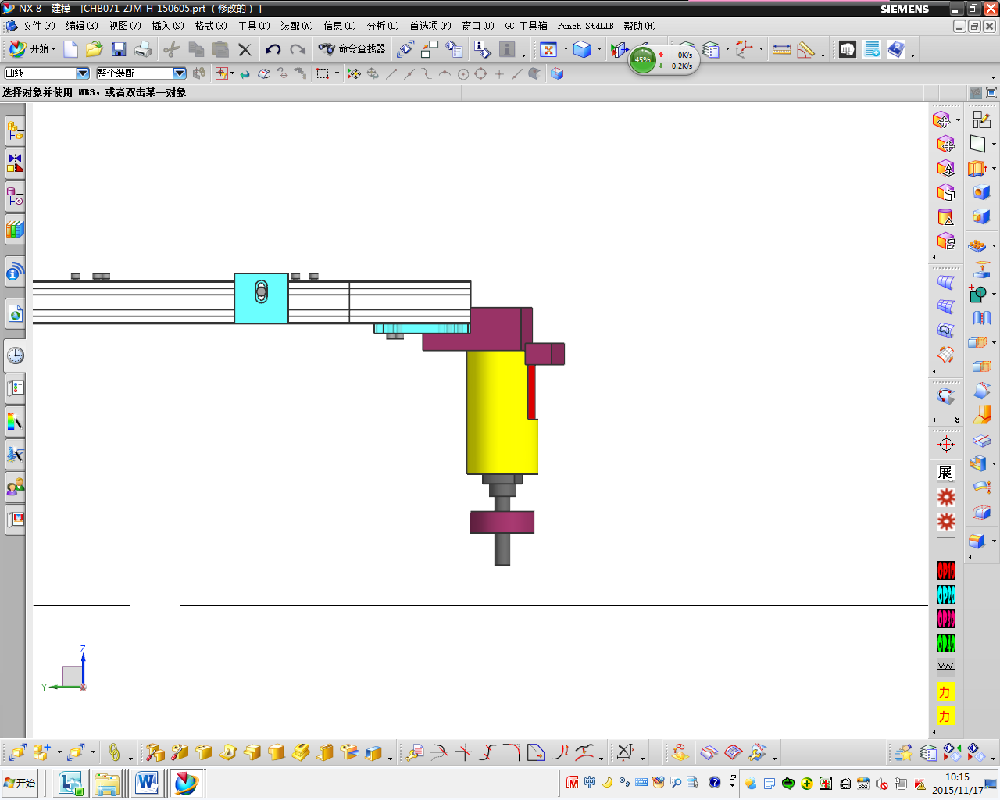 NX 8 - 建模 - [CHB071-ZJM-H-150605.prt （修改的）]
SIEMENS
文件(F) 编辑(E) 视图(V) 插入(S) 格式(R) 工具(T) 装配(A) 信息(I) 分析(L) 首选项(P) 窗口(O) GC 工具箱 Punch StdLIB 帮助(H)
开始 命令查找器
45% 0K/s
0.2K/s
曲线 整个装配
选择对象并使用 MB3，或者双击某一对象
展
OP10
OP20
OP30
OP40
力
力
Z
Y
X
开始
中
10:15
2015/11/17